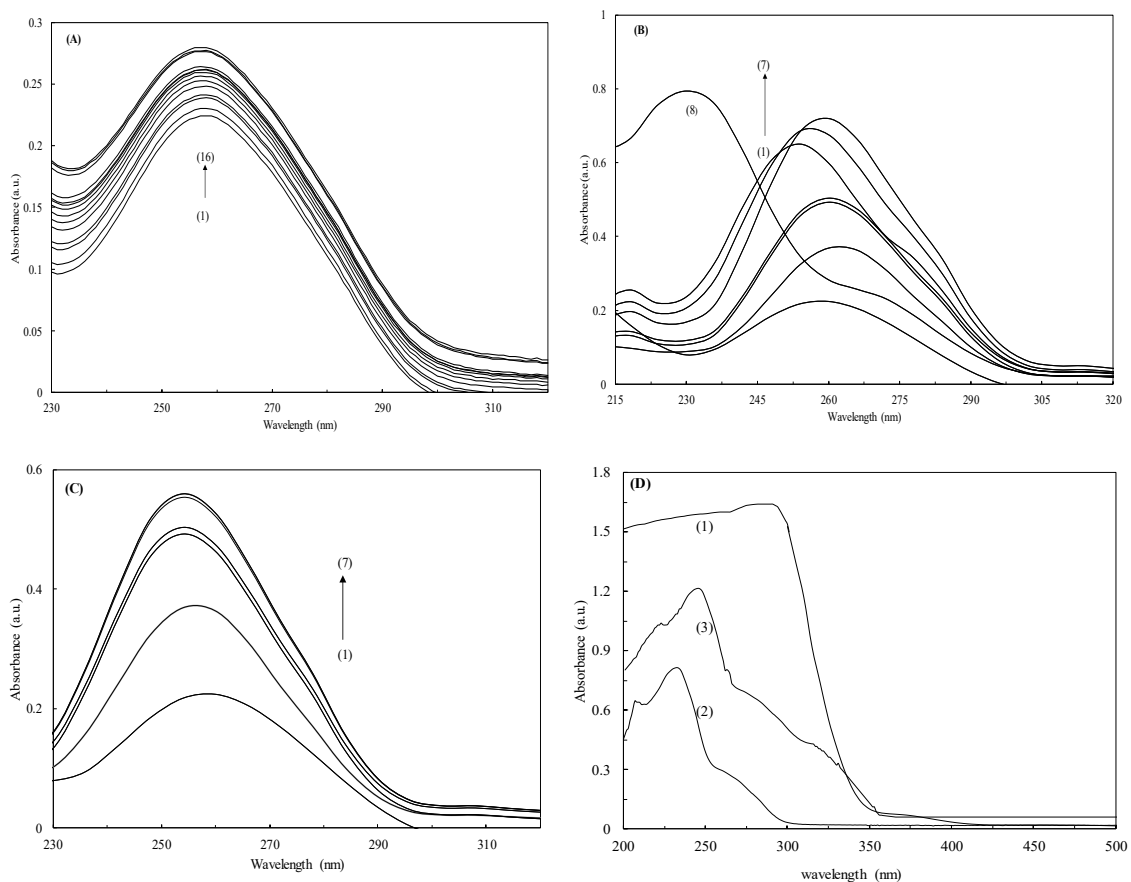 (A)
0.3
0.25
0.2
0.15
0.1
0.05
0
Absorbance (a.u.)
(16)
(1)
230 250 270 290 310
Wavelength (nm)
(B)
1
0.8
0.6
0.4
0.2
0
Absorbance (a.u.)
(7)
(8)
(1)
215 230 245 260 275 290 305 320
Wavelength (nm)
(C)
0.6
0.4
0.2
0
Absorbance (a.u.)
(7)
(1)
230 250 270 290 310
Wavelength (nm)
(D)
1.8
1.5
1.2
0.9
0.6
0.3
0
Absorbance (a.u.)
(1)
(3)
(2)
200 250 300 350 400 450 500
wavelength (nm)